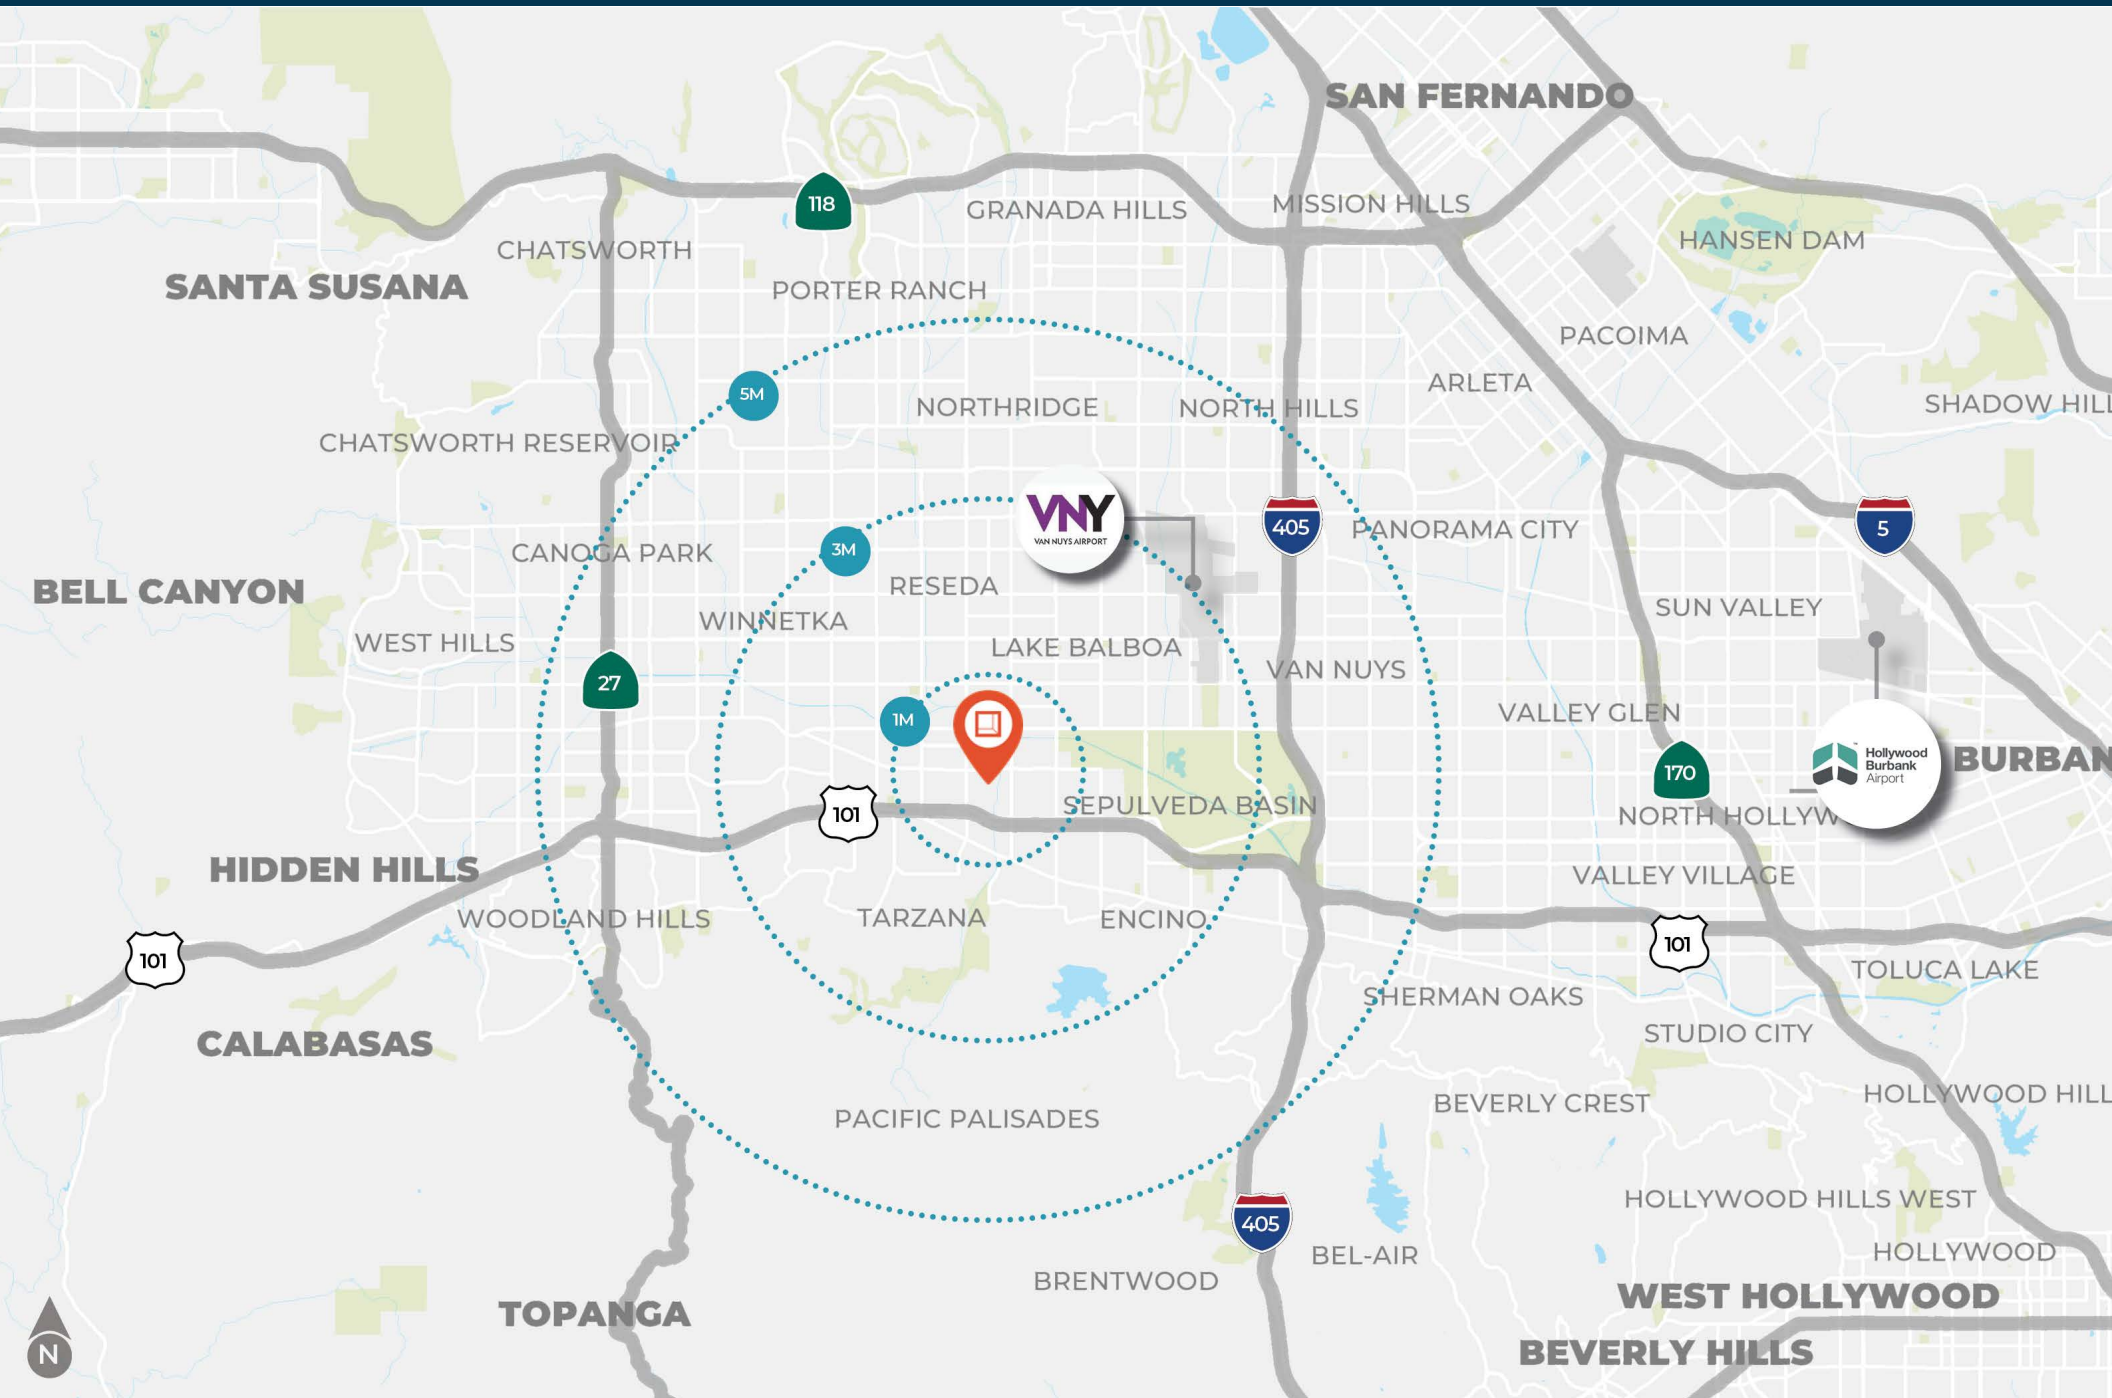 SAN FERNANDO
118
GRANADA HILLS
MISSION HILLS
CHATSWORTH
HANSEN DAM
SANTA SUSANA
PORTER RANCH
PACOIMA
5M
ARLETA
NORTHRIDGE
NORTH HILLS
SHADOW HILL
CHATSWORTH RESERVOIR
VNY
VAN NUYS AIRPORT
405
PANORAMA CITY
5
3M
CANOGA PARK
RESEDA
BELL CANYON
WINNETKA
SUN VALLEY
WEST HILLS
LAKE BALBOA
VAN NUYS
27
1M
VALLEY GLEN
Hollywood
Burbank
Airport
BURBAN
170
101
SEPULVEDA BASIN
NORTH HOLLYW
HIDDEN HILLS
VALLEY VILLAGE
WOODLAND HILLS
TARZANA
ENCINO
101
101
TOLUCA LAKE
SHERMAN OAKS
STUDIO CITY
CALABASAS
HOLLYWOOD HILL
BEVERLY CREST
PACIFIC PALISADES
HOLLYWOOD HILLS WEST
405
BEL-AIR
HOLLYWOOD
BRENTWOOD
WEST HOLLYWOOD
TOPANGA
BEVERLY HILLS
N